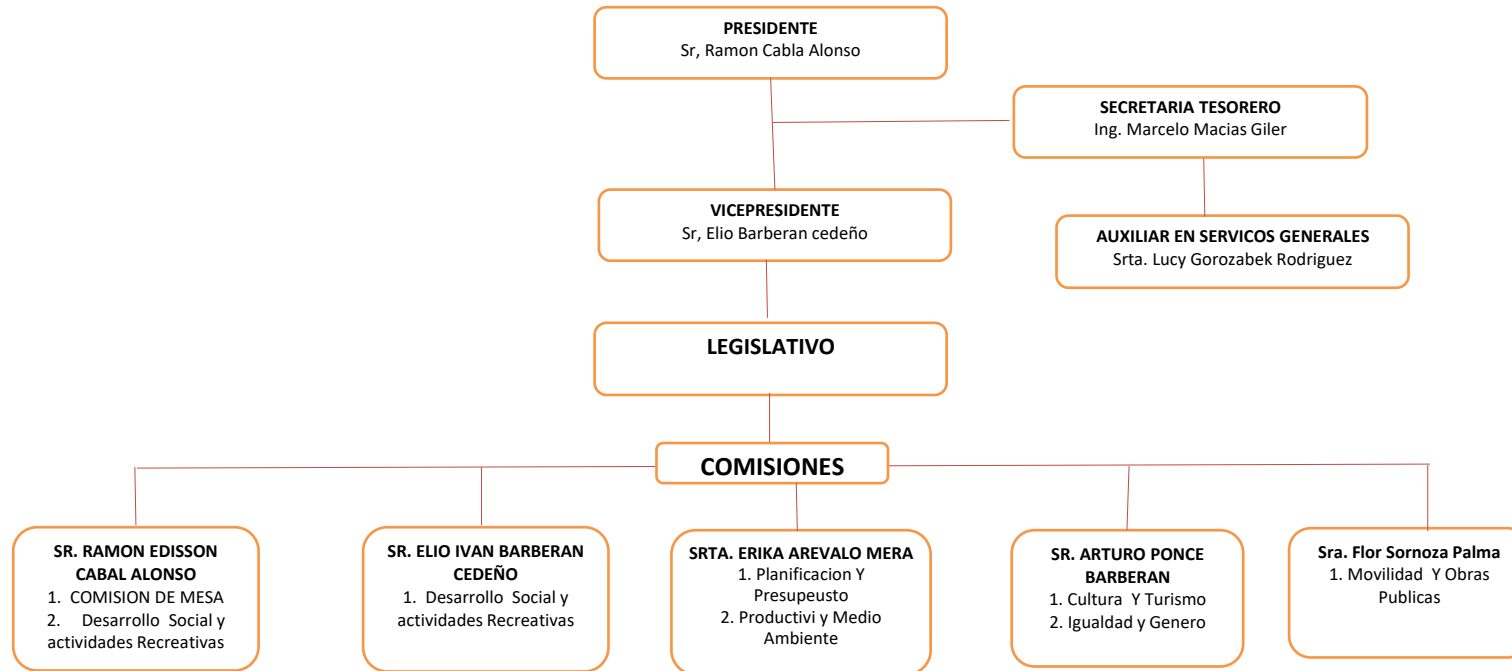 PRESIDENTE
Sr, Ramon Cabla Alonso
SECRETARIA TESORERO
Ing. Marcelo Macias Giler
VICEPRESIDENTE
Sr, Elio Barberan cedeño
AUXILIAR EN SERVICOS GENERALES
Srta. Lucy Gorozabek Rodriguez
LEGISLATIVO
COMISIONES
SR. RAMON EDISSON
CABAL ALONSO
1. COMISION DE MESA
2. Desarrollo Social y
actividades Recreativas
SR. ELIO IVAN BARBERAN
CEDEÑO
1. Desarrollo Social y
actividades Recreativas
SRTA. ERIKA AREVALO MERA
1. Planificacion Y
Presupeusto
2. Productivi y Medio
Ambiente
SR. ARTURO PONCE
BARBERAN
1. Cultura Y Turismo
2. Igualdad y Genero
Sra. Flor Sornoza Palma
1. Movilidad Y Obras
Publicas